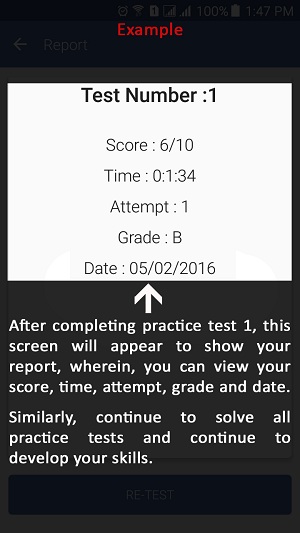 100% 1:47 PM
Example
Report
Test Number :1
Score : 6/10
Time : 0:1:34
Attempt : 1
Grade : B
Date : 05/02/2016
After completing practice test 1, this
screen will appear to show your
report, wherein, you can view your
score, time, attempt, grade and date.
Similarly, continue to solve all
practice tests and continue to
develop your skills.
RE-TEST